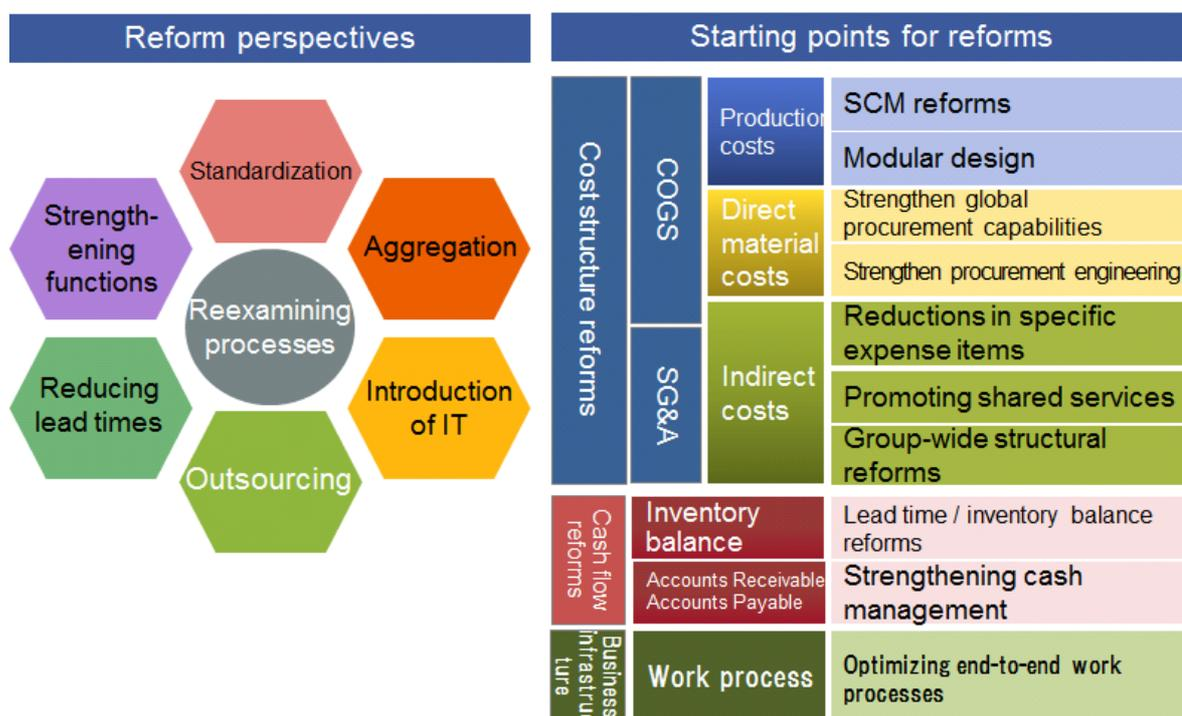 Reform perspectives
Standardization
Strength-
ening
functions
Aggregation
Reexamining
processes
Reducing
lead times
Introduction
of IT
Outsourcing
Starting points for reforms
Cost structure reforms
COGS
Production
costs
SCM reforms
Modular design
Direct
material
costs
Strengthen global
procurement capabilities
Strengthen procurement engineering
SG&A
Indirect
costs
Reductions in specific
expense items
Promoting shared services
Group-wide structural
reforms
Cash flow
reforms
Inventory
balance
Lead time / inventory balance
reforms
Accounts Receivable
Accounts Payable
Strengthening cash
management
Business
infrastruc
ture
Work process
Optimizing end-to-end work
processes